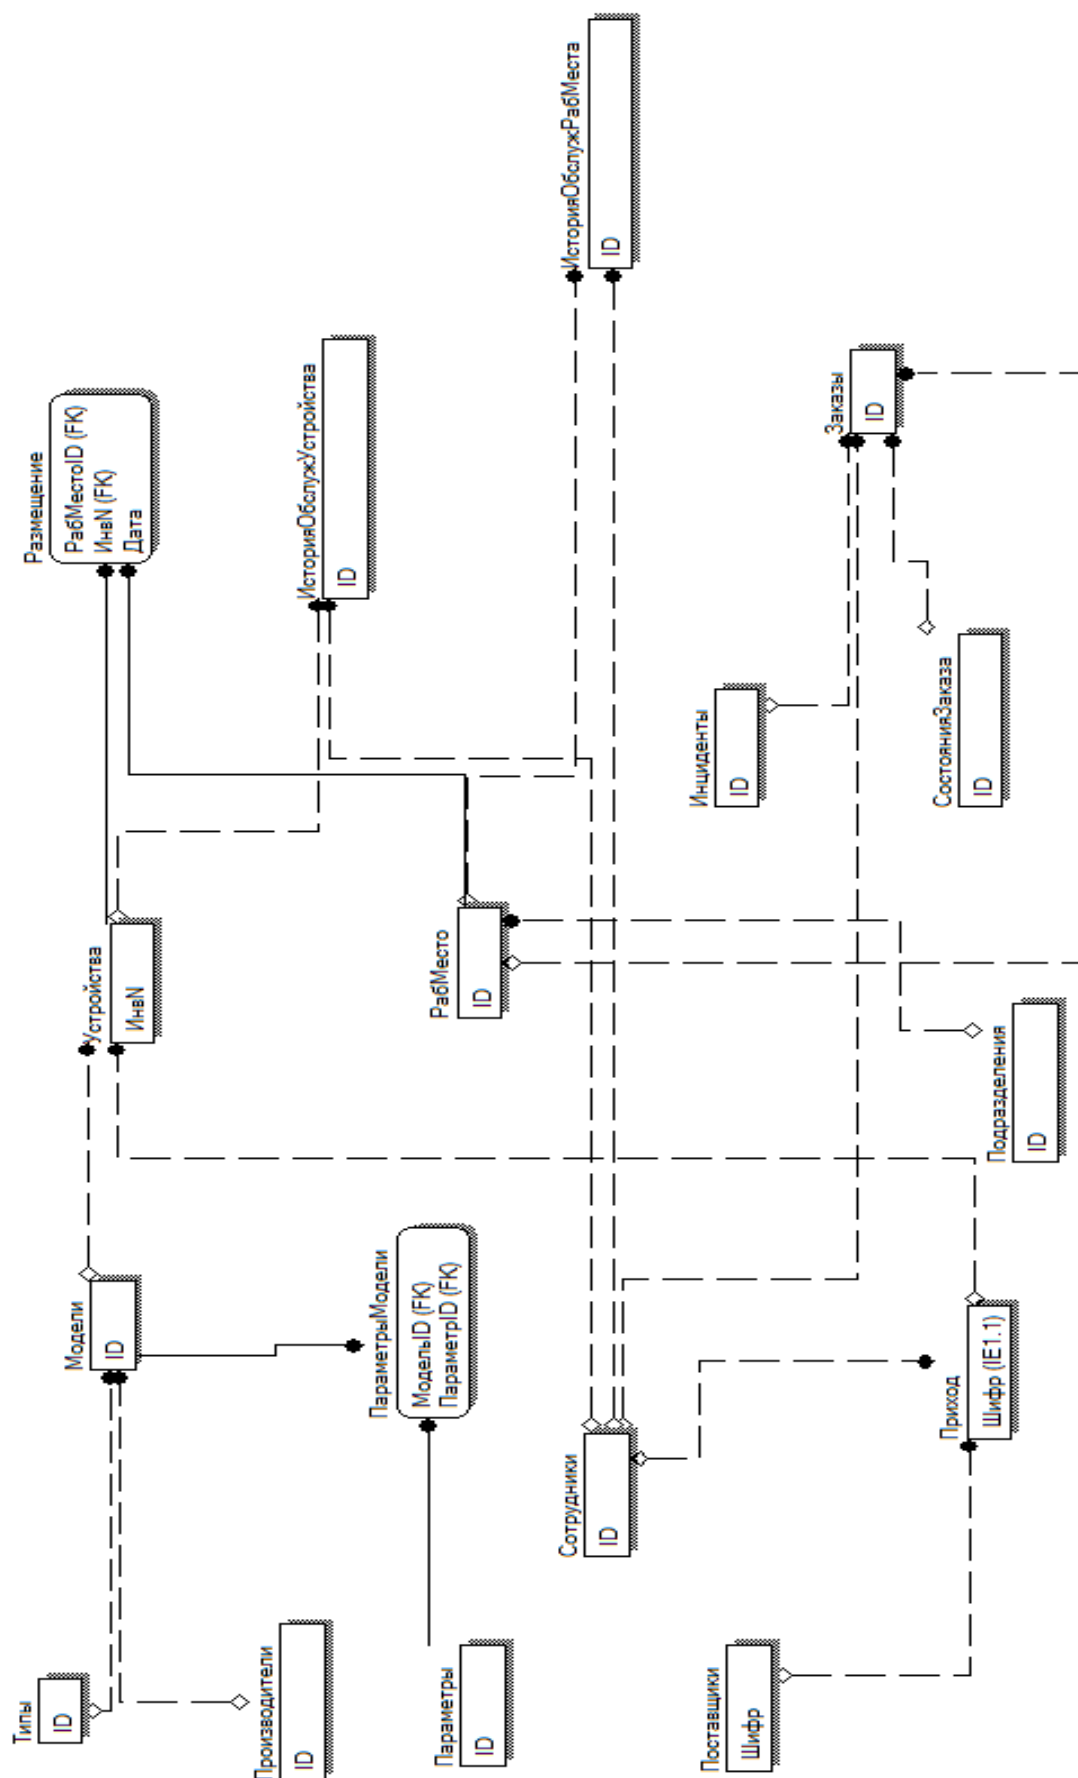 Типы
ID
Производители
ID
Параметры
ID
Поставщики
Шифр
Модели
ID
ПараметрыМодели
МодельID (FK)
ПараметрID (FK)
Сотрудники
ID
Приход
Шифр (IE1.1)
Устройства
ИнвN
РабМесто
ID
Подразделения
ID
Инциденты
ID
СостоянияЗаказа
ID
Размещение
РабМестоID (FK)
ИнвN (FK)
Дата
ИсторияОбслужУстройства
ID
ИсторияОбслужРабМеста
ID
Заказы
ID